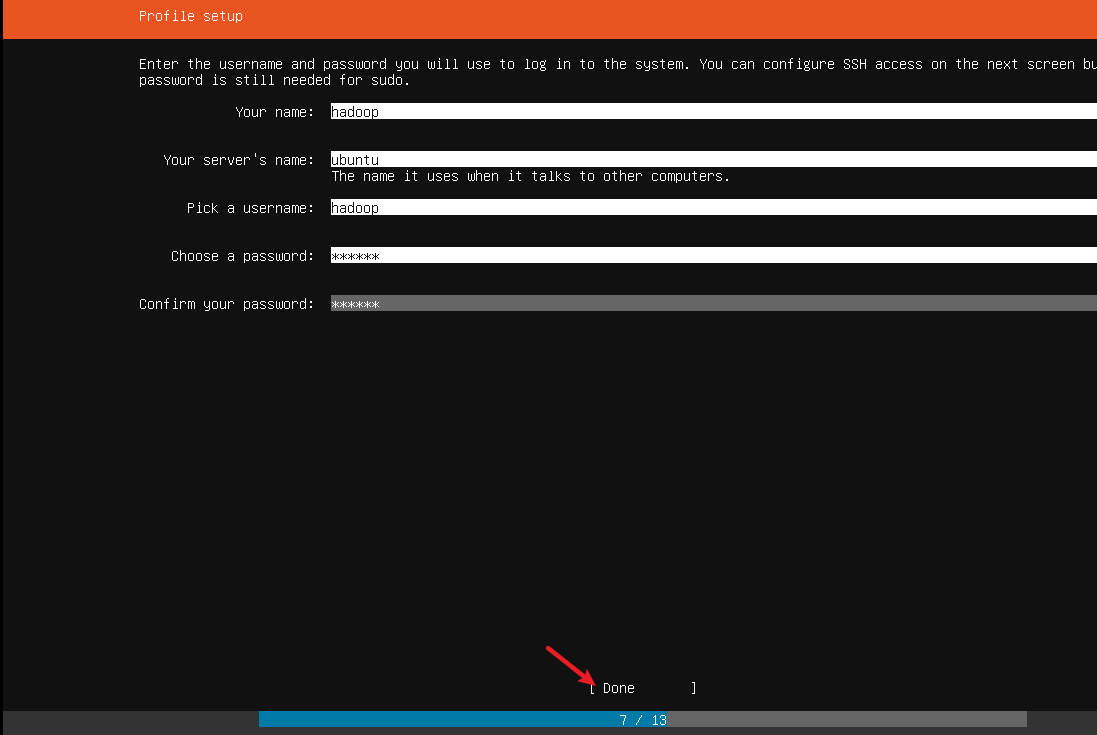 Profile setup
Enter the username and password you will use to log in to the system. You can configure SSH access on the next screen bu
password is still needed for sudo.
Your name: hadoop
Your server's name: ubuntu
The name it uses when it talks to other computers.
Pick a username: hadoop
Choose a password: ******
Confirm your password: ******
[ Done ]
7 / 13